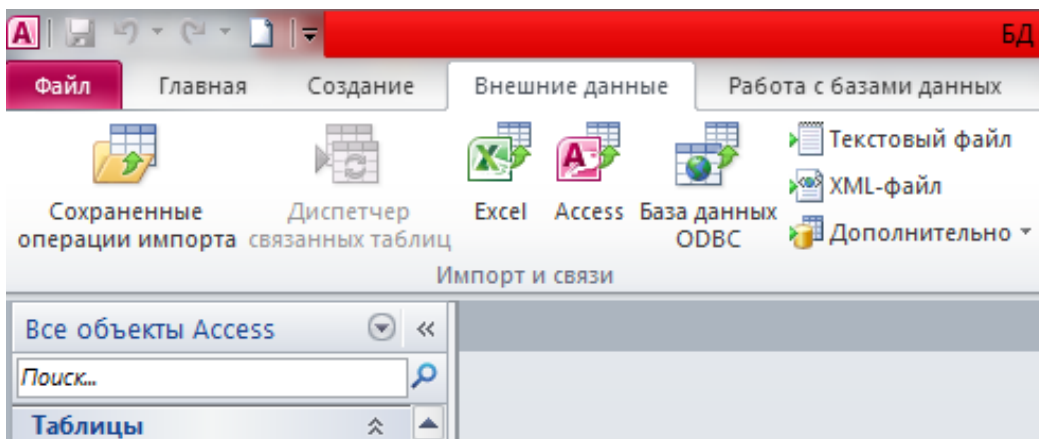 БД
Файл Главная Создание Внешние данные Работа с базами данных
Сохраненные операции импорта
Диспетчер связанных таблиц
Excel
Access
База данных ODBC
Текстовый файл
XML-файл
Дополнительно
Импорт и связи
Все объекты Access
Поиск...
Таблицы